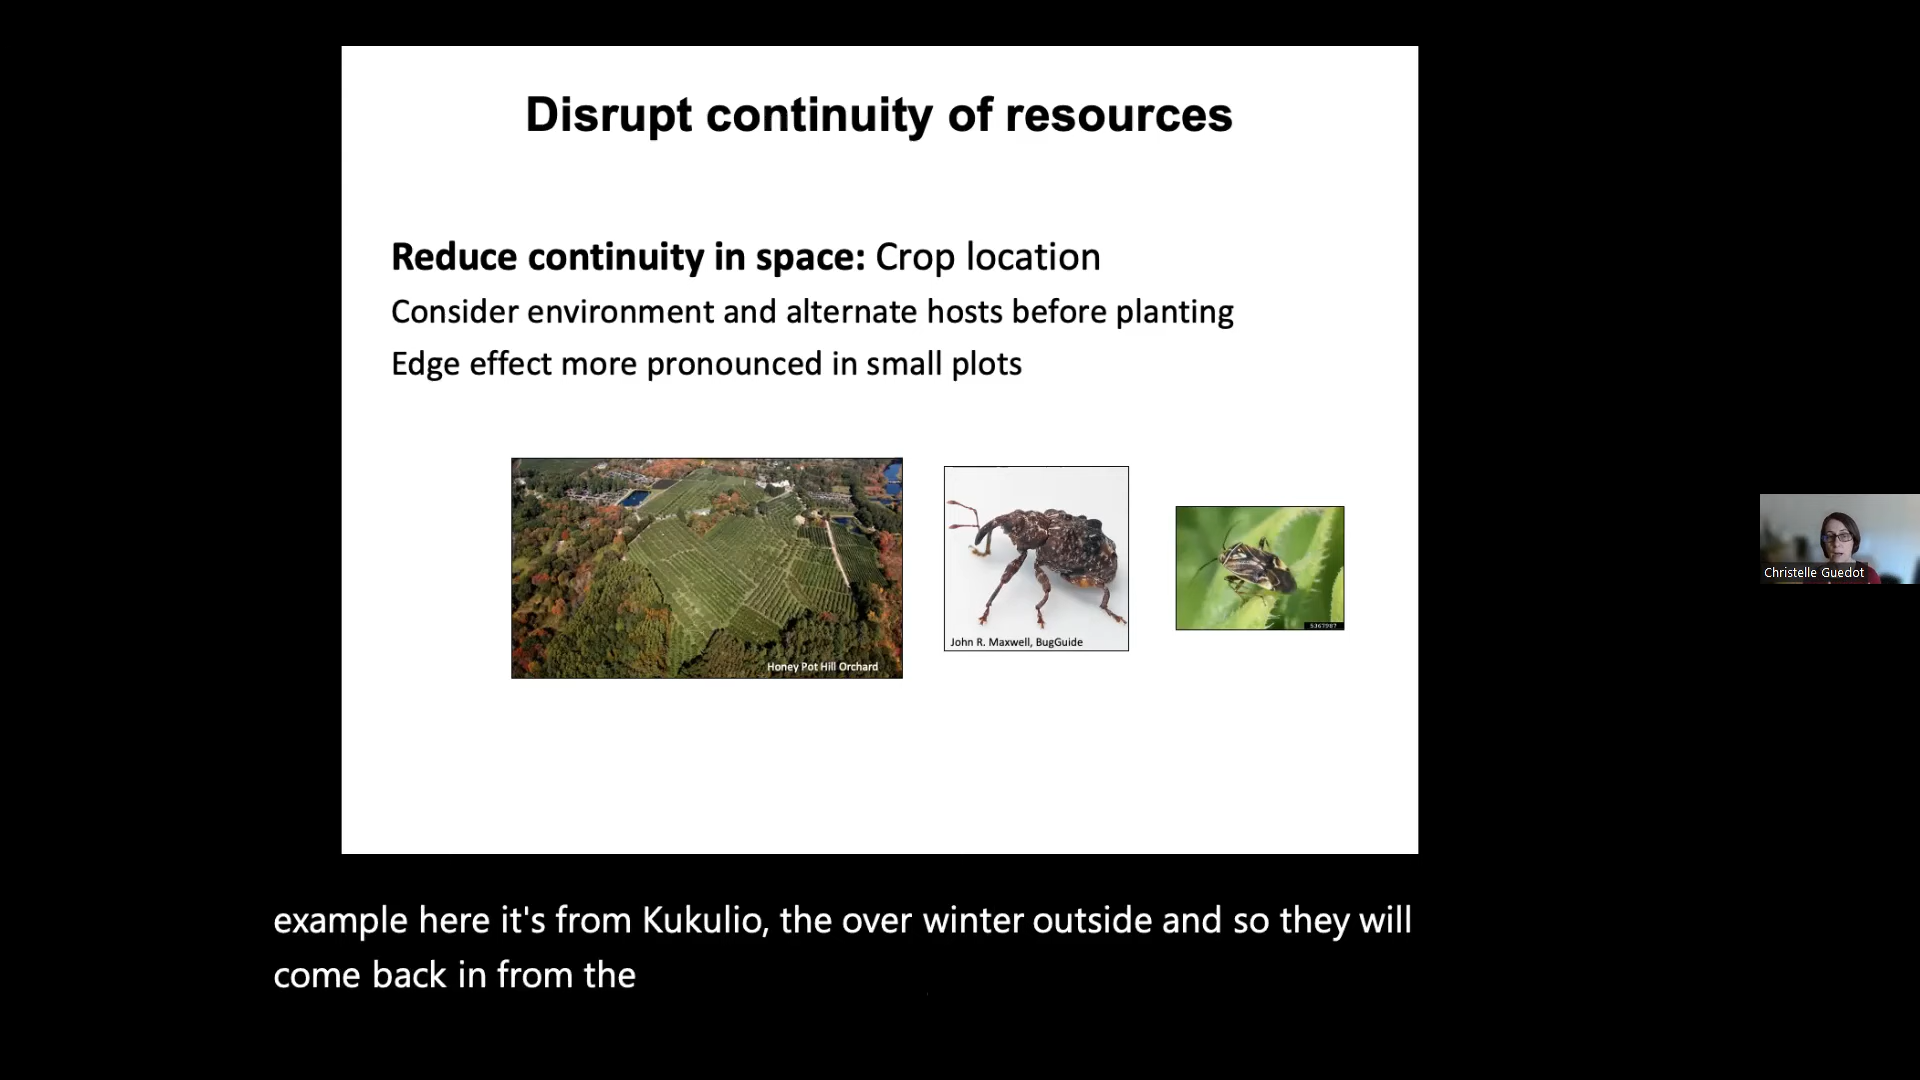 Disrupt continuity of resources
Reduce continuity in space: Crop location
Consider environment and alternate hosts before planting
Edge effect more pronounced in small plots
Honey Pot Hill Orchard
John R. Maxwell, BugGuide
5367987
Christelle Guedot
example here it's from Kukulio, the over winter outside and so they will
come back in from the